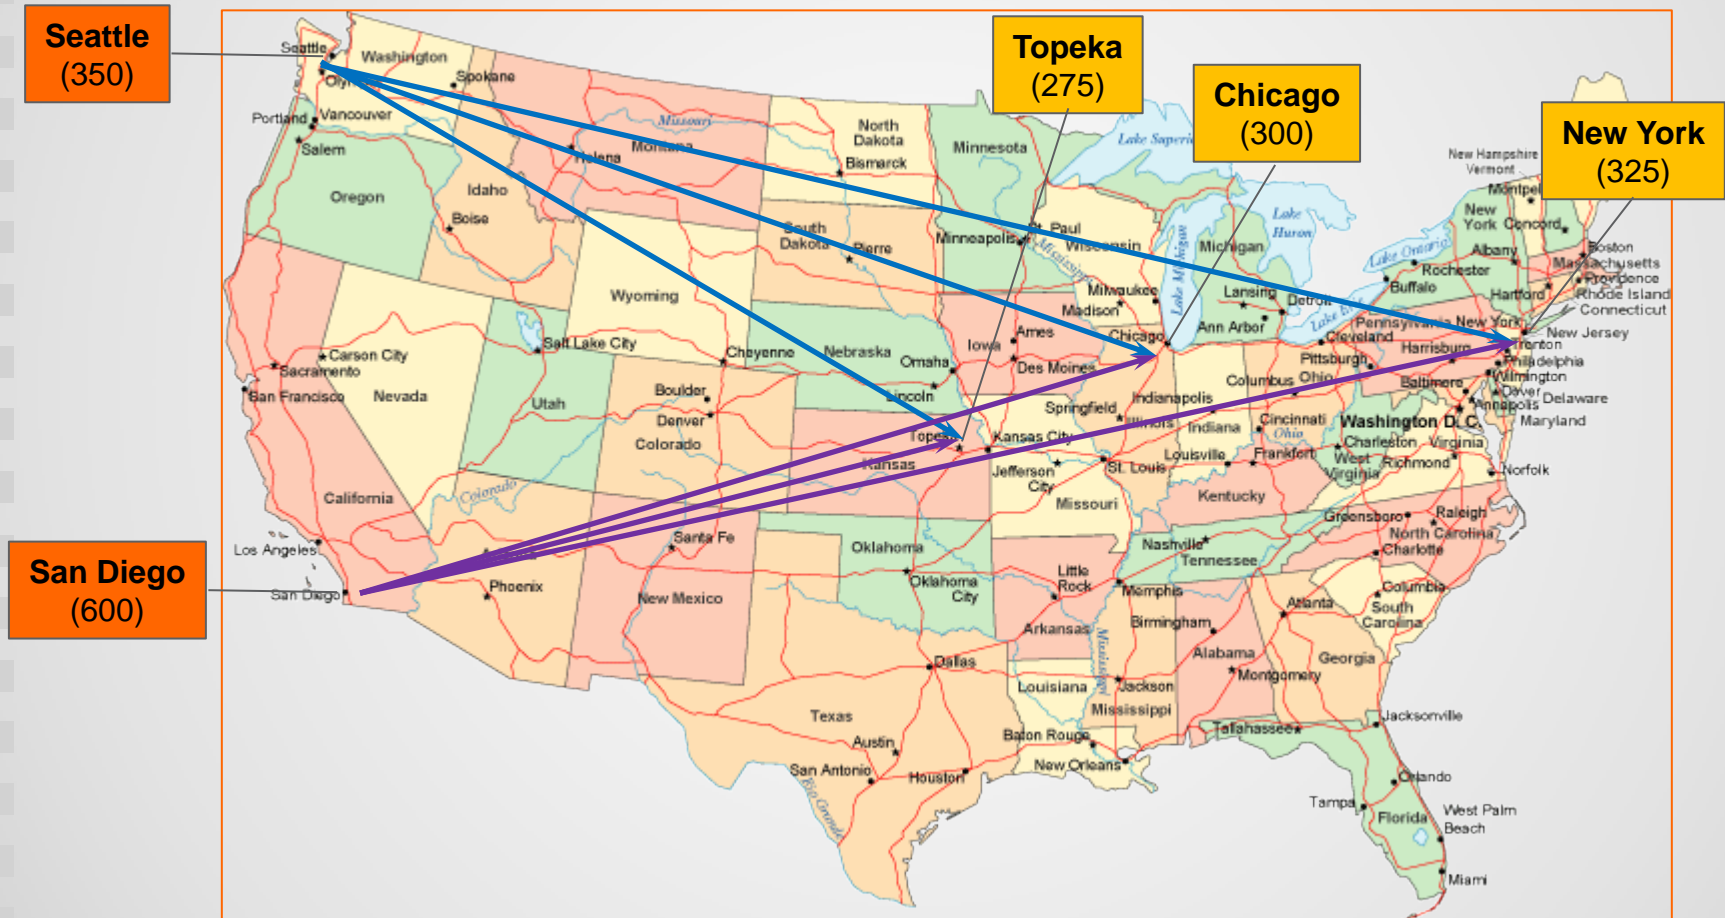 Seattle
(350)
Topeka
(275)
Chicago
(300)
New York
(325)
San Diego
(600)
Seattle
Washington
Spokane
Portland
Vancouver
Salem
Oregon
Idaho
Boise
Missouri
Montana
Helena
North
Dakota
Bismarck
Minnesota
Lake
New Hampshire
Vermont
South
Dakota
Pierre
Minneapolis
St. Paul
Mississippi
Wisconsin
Milwaukee
Madison
Lake Michigan
Michigan
Lake
Huron
Lansing
Detroit
Ann Arbor
Lake Ontario
New
York
Concord
Albany
Rochester
Buffalo
Boston
Massachusetts
Providence
Rhode Island
Connecticut
Hartford
New Jersey
Wyoming
Cheyenne
Nebraska
Omaha
Lincoln
Iowa
Ames
Des Moines
Chicago
Cleveland
Pennsylvania
New York
Harrisburg
Pittsburgh
Trenton
Philadelphia
Wilmington
Dover
Delaware
Baltimore
Annapolis
Maryland
Washington D. C.
Carson City
Sacramento
San Francisco
Nevada
Salt Lake City
Utah
Boulder
Denver
Colorado
Kansas
Kansas City
Jefferson
City
Missouri
St. Louis
Springfield
Illinois
Indianapolis
Indiana
Columbus
Ohio
Cincinnati
Ohio
Louisville
Frankfort
Kentucky
Charleston
West
Virginia
Virginia
Richmond
Norfolk
California
Colorado
Los Angeles
San Diego
Phoenix
Santa Fe
New Mexico
Oklahoma
Oklahoma
City
Little
Rock
Arkansas
Mississippi
Memphis
Nashville
Tennessee
Greensboro
Raleigh
North Carolina
Charlotte
Columbia
South
Carolina
Atlanta
Georgia
Birmingham
Alabama
Montgomery
Dallas
Texas
Austin
San Antonio
Houston
Rio Grande
Louisiana
Baton Rouge
New Orleans
Jackson
Mississippi
Tallahassee
Jacksonville
Orlando
Tampa
Florida
West Palm
Beach
Miami